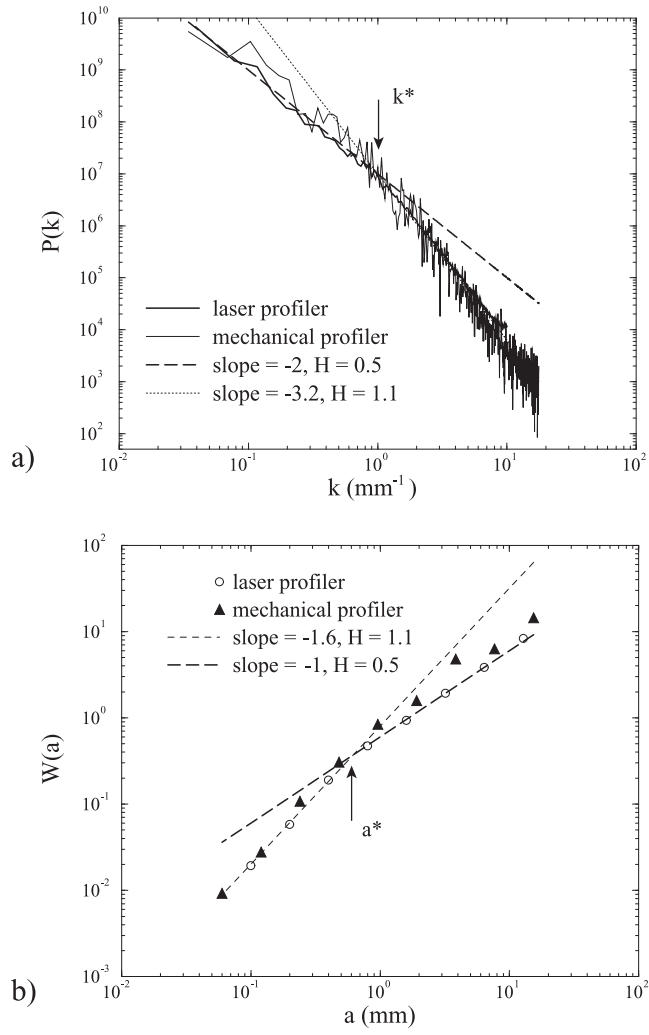 10^10
10^9
10^8
10^7
10^6
10^5
10^4
10^3
10^2
P(k)
k*
laser profiler
mechanical profiler
slope = -2, H = 0.5
slope = -3.2, H = 1.1
10^-2 10^-1 10^0 10^1 10^2
k (mm^-1)
a)
10^2
10^1
10^0
10^-1
10^-2
10^-3
W(a)
laser profiler
mechanical profiler
slope = -1.6, H = 1.1
slope = -1, H = 0.5
a*
10^-2 10^-1 10^0 10^1 10^2
a (mm)
b)